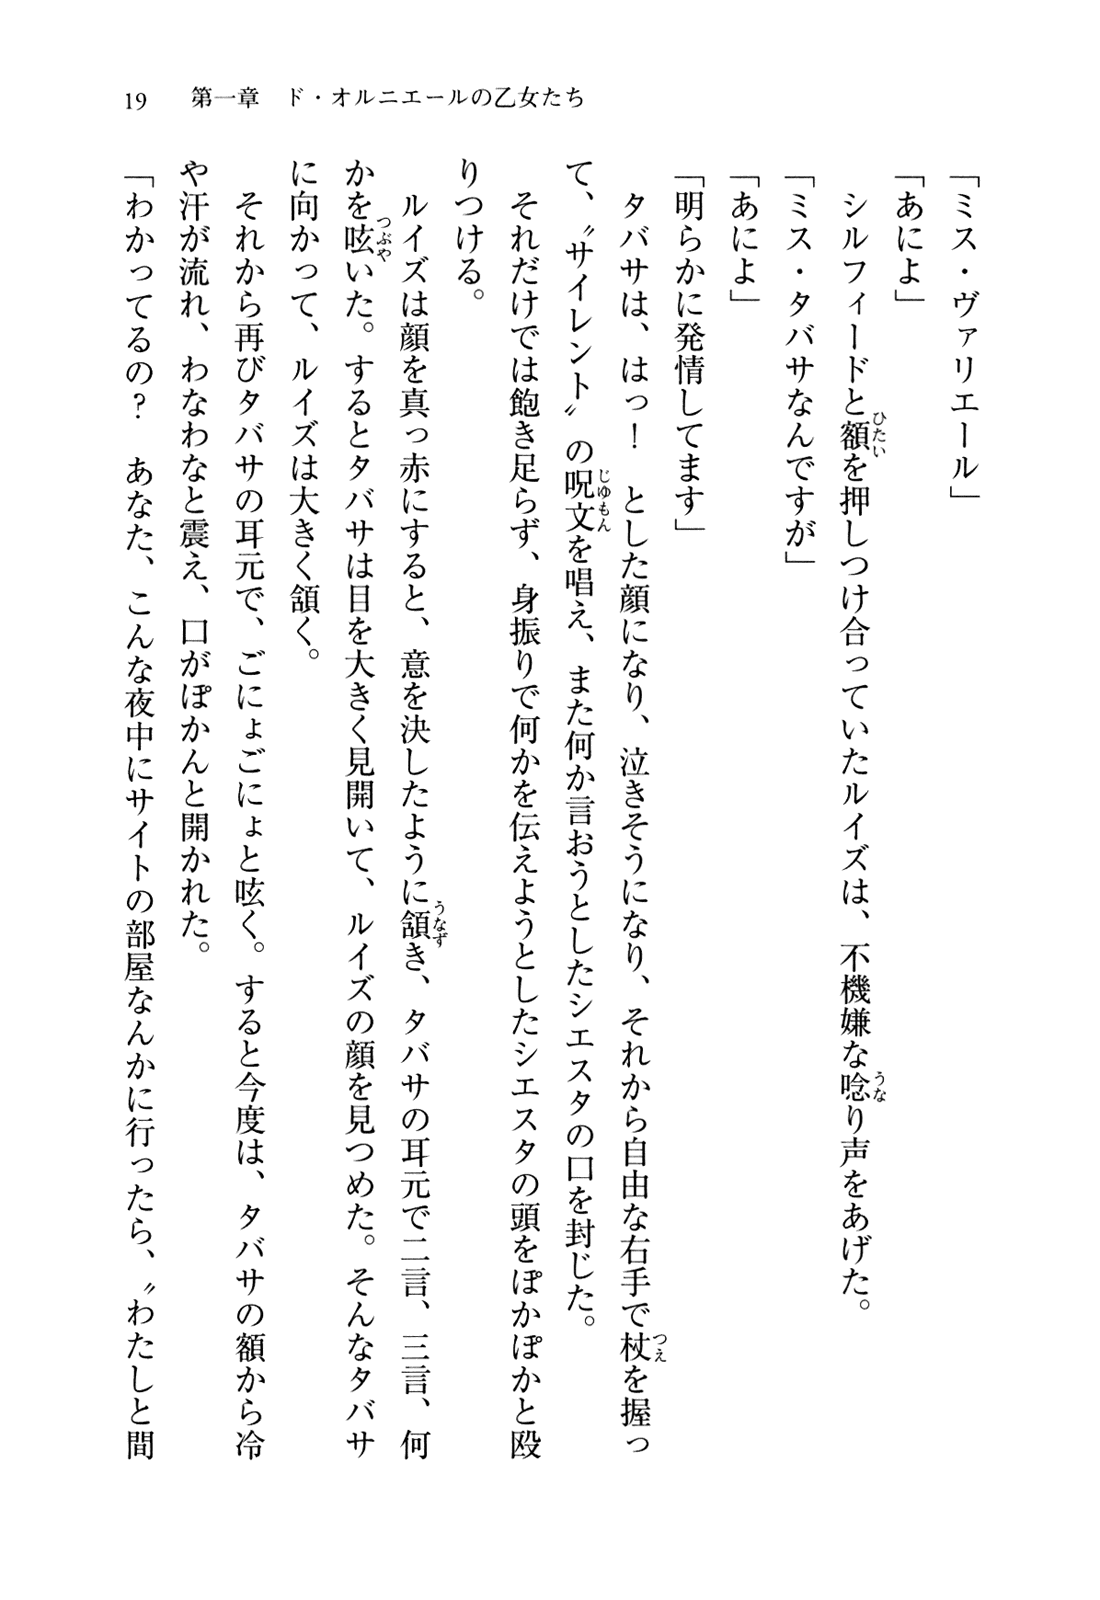 19　第一章　ド・オルニエールの乙女たち
「ミス・ヴァリエール」
「あによ」
　シルフィードと額を押しつけ合っていたルイズは、不機嫌な唸り声をあげた。
「ミス・タバサなんですが」
「あによ」
「明らかに発情してます」
　タバサは、はっ！　とした顔になり、泣きそうになり、それから自由な右手で杖を握っ
て、〝サイレント〟の呪文を唱え、また何か言おうとしたシエスタの口を封じた。
　それだけでは飽き足らず、身振りで何かを伝えようとしたシエスタの頭をぽかぽかと殴
りつける。
　ルイズは顔を真っ赤にすると、意を決したように頷き、タバサの耳元で二言、三言、何
かを呟いた。するとタバサは目を大きく見開いて、ルイズの顔を見つめた。そんなタバサ
に向かって、ルイズは大きく頷く。
　それから再びタバサの耳元で、ごにょごにょと呟く。すると今度は、タバサの額から冷
や汗が流れ、わなわなと震え、口がぽかんと開かれた。
「わかってるの？　あなた、こんな夜中にサイトの部屋なんかに行ったら、〝わたしと間